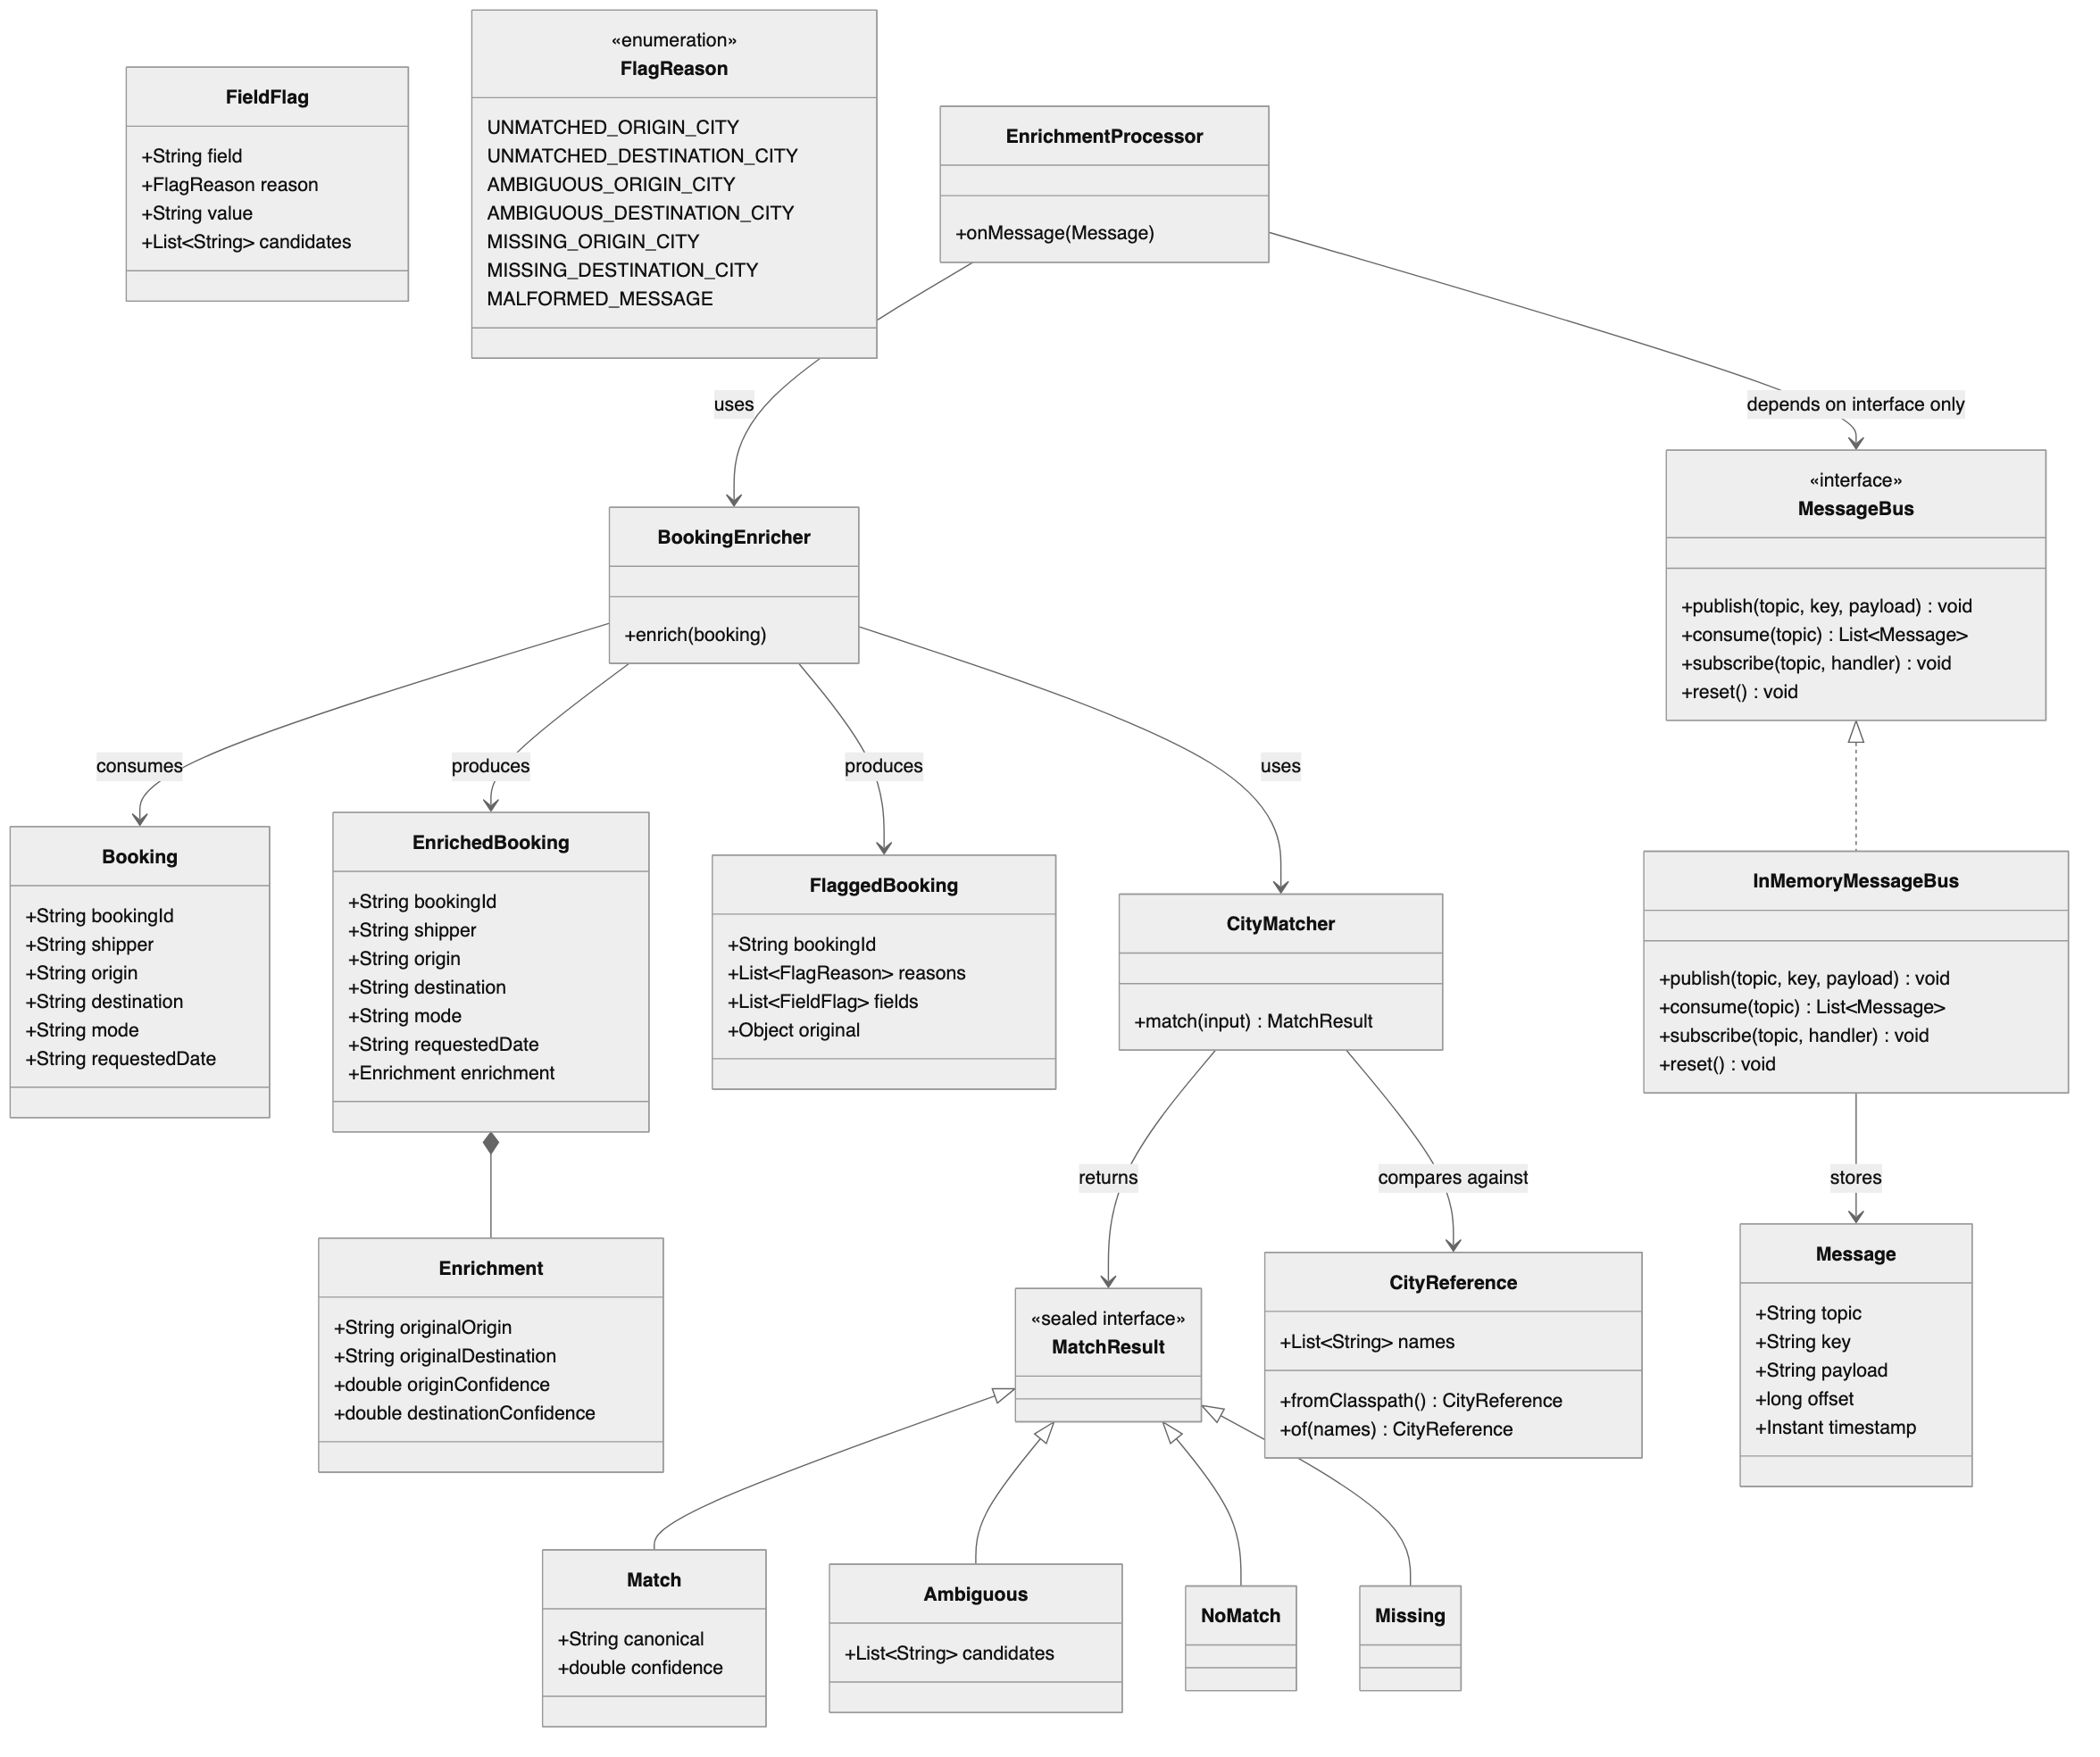 FieldFlag
+String field
+FlagReason reason
+String value
+List<String> candidates
«enumeration»
FlagReason
UNMATCHED_ORIGIN_CITY
UNMATCHED_DESTINATION_CITY
AMBIGUOUS_ORIGIN_CITY
AMBIGUOUS_DESTINATION_CITY
MISSING_ORIGIN_CITY
MISSING_DESTINATION_CITY
MALFORMED_MESSAGE
EnrichmentProcessor
+onMessage(Message)
uses
depends on interface only
BookingEnricher
+enrich(booking)
«interface»
MessageBus
+publish(topic, key, payload) : void
+consume(topic) : List<Message>
+subscribe(topic, handler) : void
+reset() : void
consumes
produces
produces
uses
Booking
+String bookingId
+String shipper
+String origin
+String destination
+String mode
+String requestedDate
EnrichedBooking
+String bookingId
+String shipper
+String origin
+String destination
+String mode
+String requestedDate
+Enrichment enrichment
FlaggedBooking
+String bookingId
+List<FlagReason> reasons
+List<FieldFlag> fields
+Object original
CityMatcher
+match(input) : MatchResult
InMemoryMessageBus
+publish(topic, key, payload) : void
+consume(topic) : List<Message>
+subscribe(topic, handler) : void
+reset() : void
returns
compares against
stores
Enrichment
+String originalOrigin
+String originalDestination
+double originConfidence
+double destinationConfidence
«sealed interface»
MatchResult
CityReference
+List<String> names
+fromClasspath() : CityReference
+of(names) : CityReference
Message
+String topic
+String key
+String payload
+long offset
+Instant timestamp
Match
+String canonical
+double confidence
Ambiguous
+List<String> candidates
NoMatch
Missing